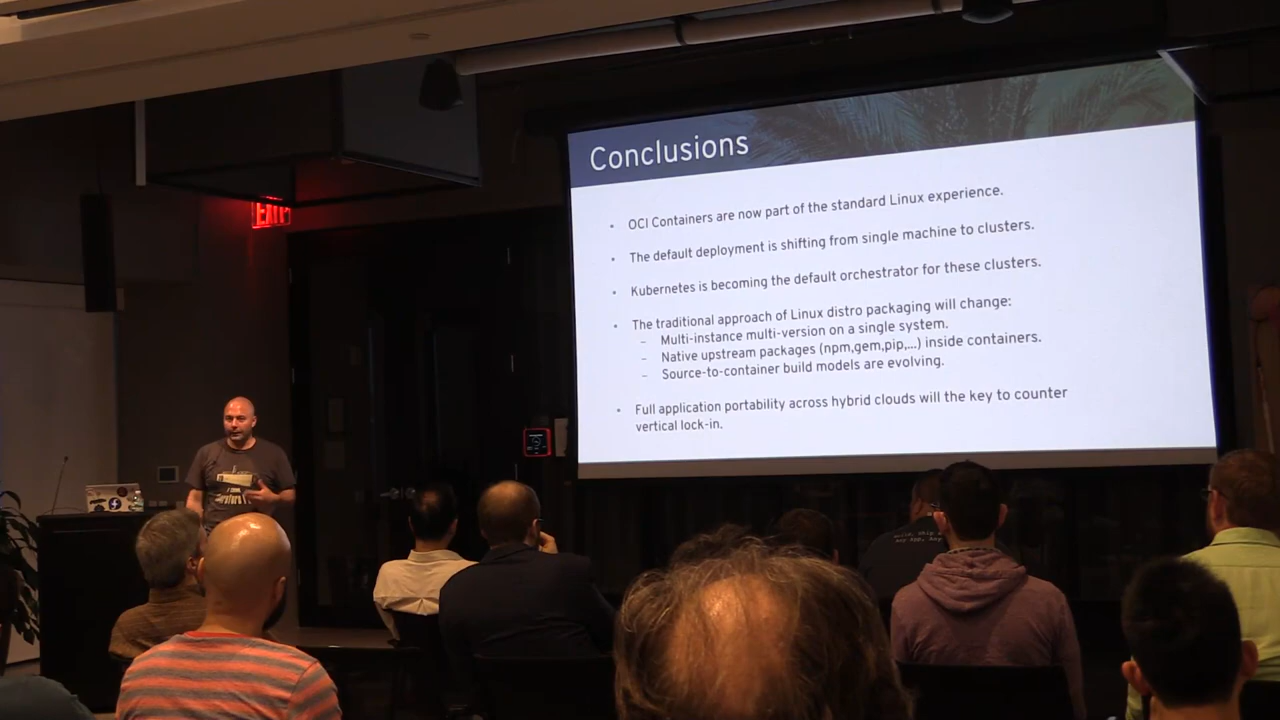 Conclusions
EXIT
• OCI Containers are now part of the standard Linux experience.
• The default deployment is shifting from single machine to clusters.
• Kubernetes is becoming the default orchestrator for these clusters.
• The traditional approach of Linux distro packaging will change:
– Multi-instance multi-version on a single system.
– Native upstream packages (npm,gem,pip,...) inside containers.
– Source-to-container build models are evolving.
• Full application portability across hybrid clouds will the key to counter
vertical lock-in.